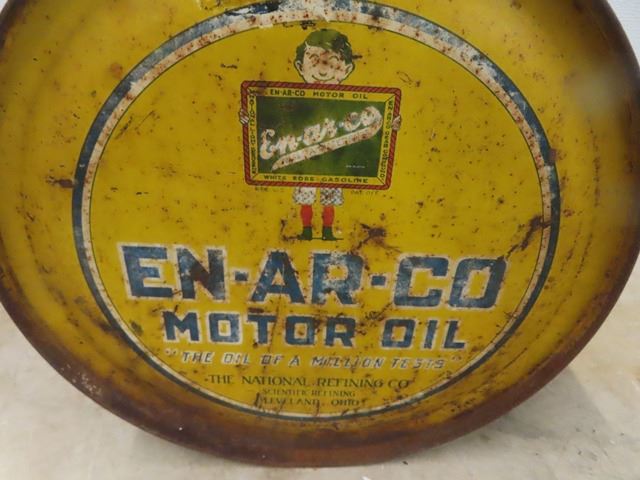 EN-AR-CO MOTOR OIL
En-ar-co
WHITE ROSE GASOLINE
EN-AR-CO
MOTOR OIL
"THE OIL OF A MILLION TESTS"
THE NATIONAL REFINING CO
SCIENTIFIC REFINING
CLEVELAND, OHIO